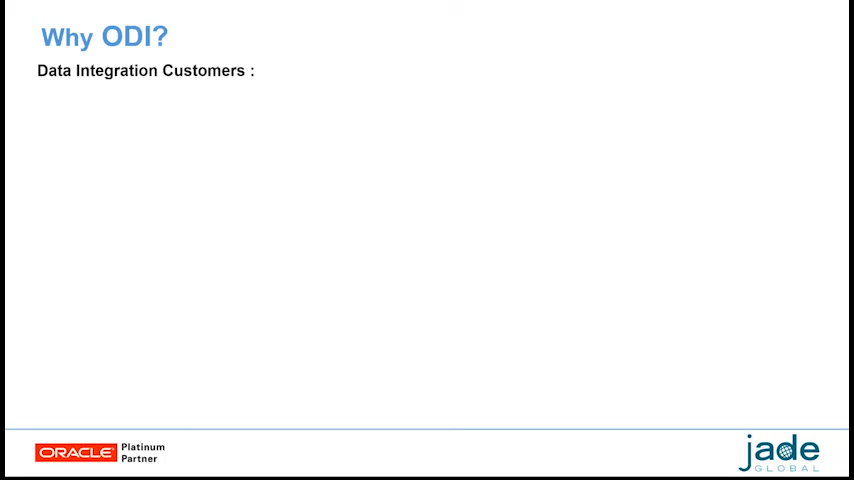 Why ODI?
Data Integration Customers :
ORACLE
Platinum
Partner
jade
GLOBAL